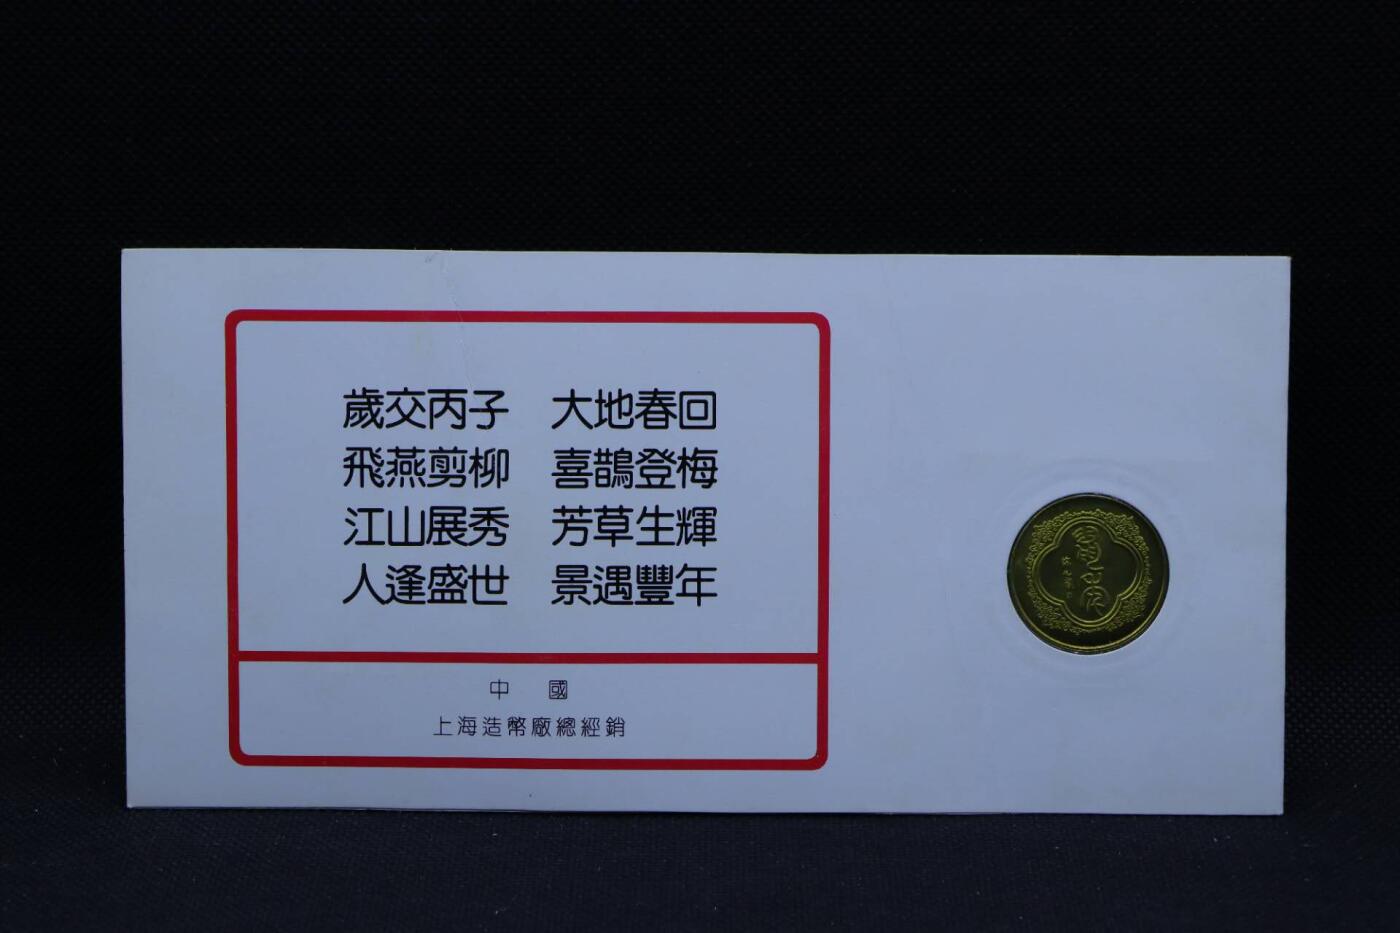 歲交丙子 大地春回
飛燕剪柳 喜鵲登梅
江山展秀 芳草生輝
人逢盛世 景遇豐年
中 國
上海造幣廠總經銷